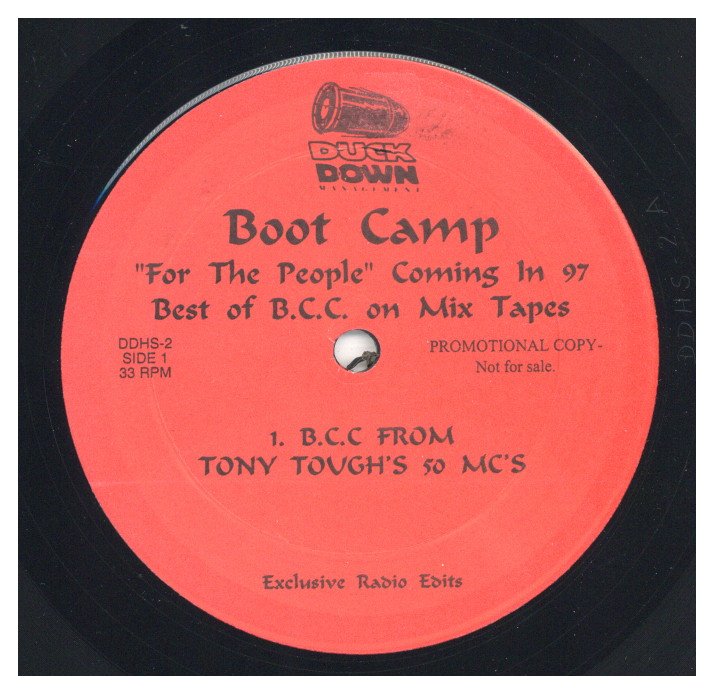 DUCK
DOWN
MANAGEMENT
Boot Camp
"For The People" Coming In 97
Best of B.C.C. on Mix Tapes
DDHS-2
SIDE 1
33 RPM
PROMOTIONAL COPY-
Not for sale.
1. B.C.C FROM
TONY TOUGH'S 50 MC'S
Exclusive Radio Edits
DDHS-2 A